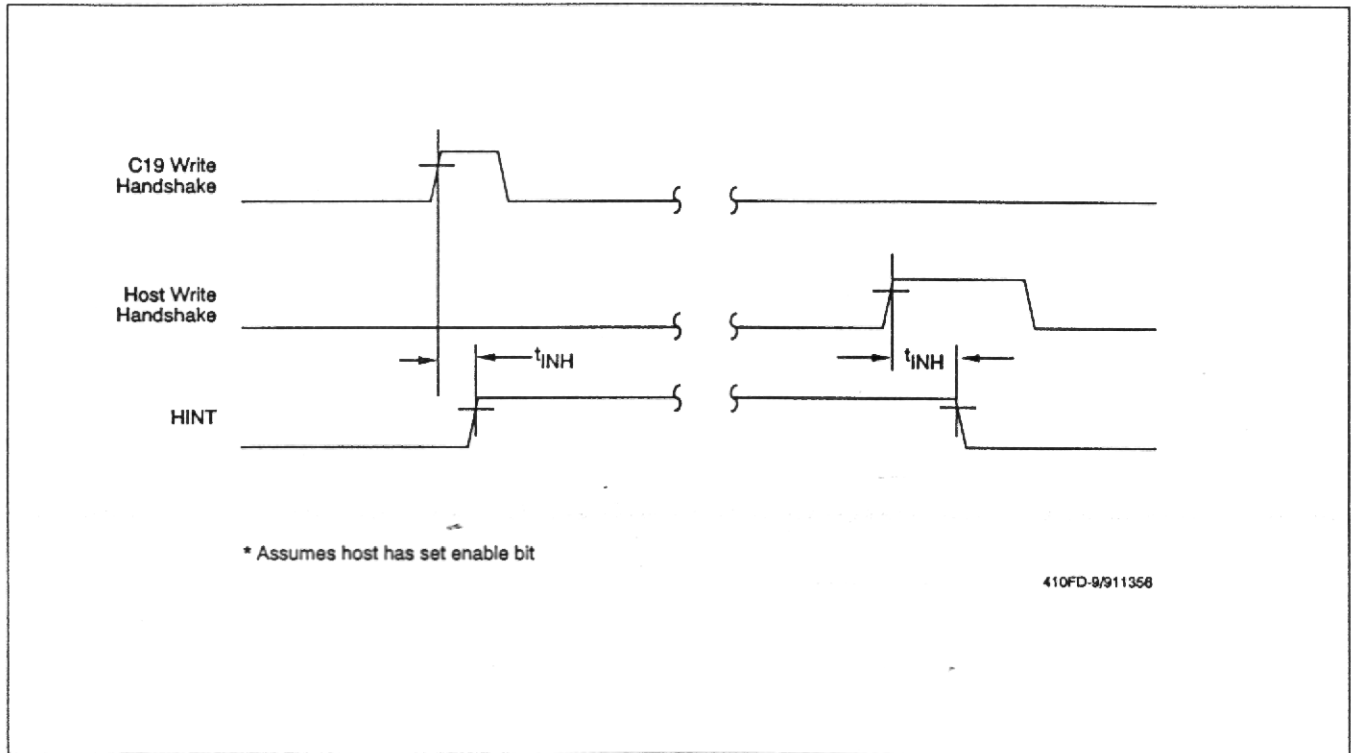 C19 Write
Handshake
Host Write
Handshake
tINH
tINH
HINT
* Assumes host has set enable bit
410FD-9/911356